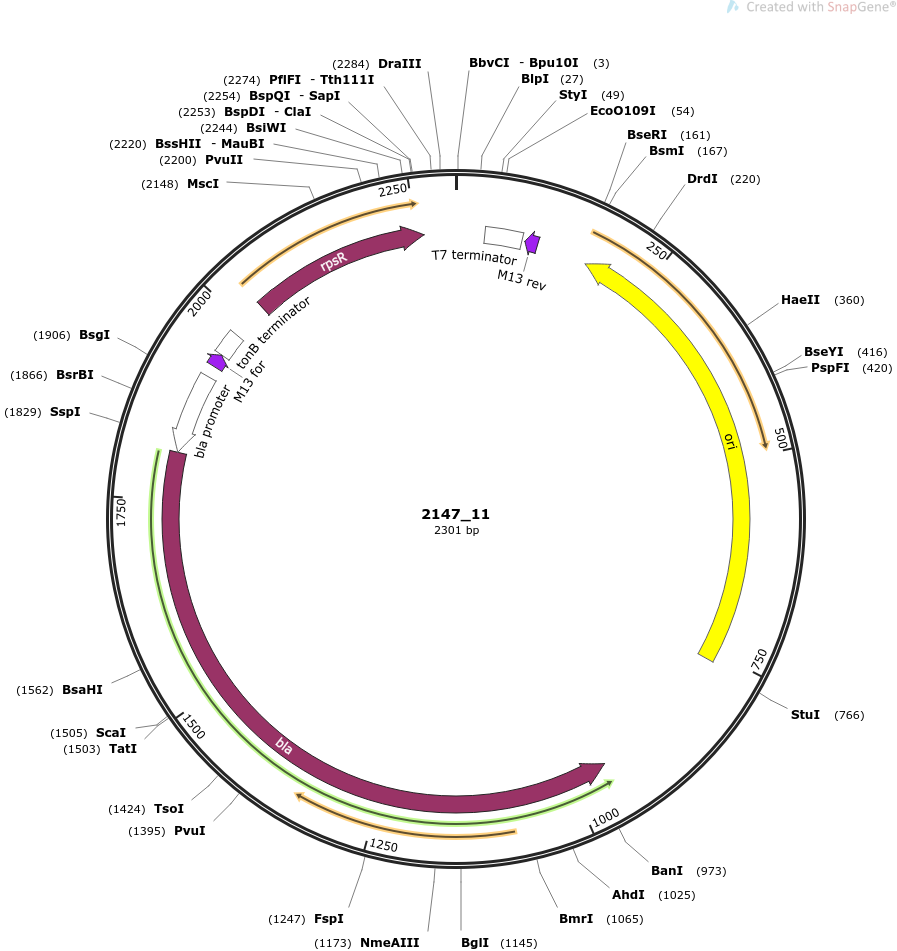 Created with SnapGene®
(2284) DraIII
(2274) PflFI - Tth111I
(2254) BspQI - SapI
(2253) BspDI - ClaI
(2244) BsiWI
(2220) BssHII - MauBI
(2200) PvuII
(2148) MscI
BbvCI - Bpu10I (3)
BlpI (27)
StyI (49)
EcoO109I (54)
BseRI (161)
BsmI (167)
DrdI (220)
HaeII (360)
BseYI (416)
PspFI (420)
StuI (766)
BanI (973)
AhdI (1025)
BmrI (1065)
BglI (1145)
(1173) NmeAIII
(1247) FspI
(1395) PvuI
(1424) TsoI
(1503) TatI
(1505) ScaI
(1562) BsaHI
(1829) SspI
(1866) BsrBI
(1906) BsgI
250
500
750
1000
1250
1500
1750
2000
2250
T7 terminator
M13 rev
ori
bla
bla promoter
M13 for
tonB terminator
rpsR
2147_11
2301 bp